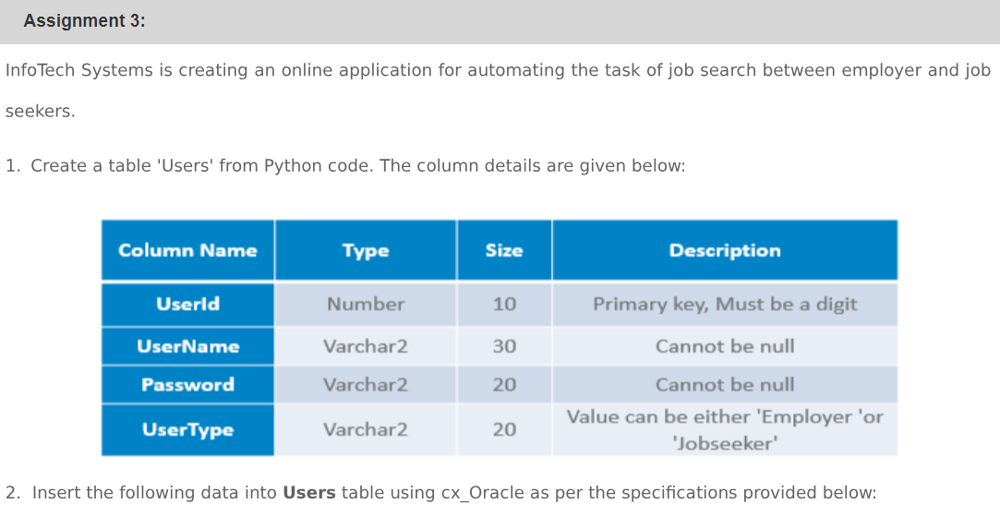 Assignment 3:
InfoTech Systems is creating an online application for automating the task of job search between employer and job
seekers.
1. Create a table 'Users' from Python code. The column details are given below:
Column Name Type Size Description
UserId Number 10 Primary key, Must be a digit
UserName Varchar2 30 Cannot be null
Password Varchar2 20 Cannot be null
UserType Varchar2 20 Value can be either 'Employer 'or
'Jobseeker'
2. Insert the following data into Users table using cx_Oracle as per the specifications provided below: